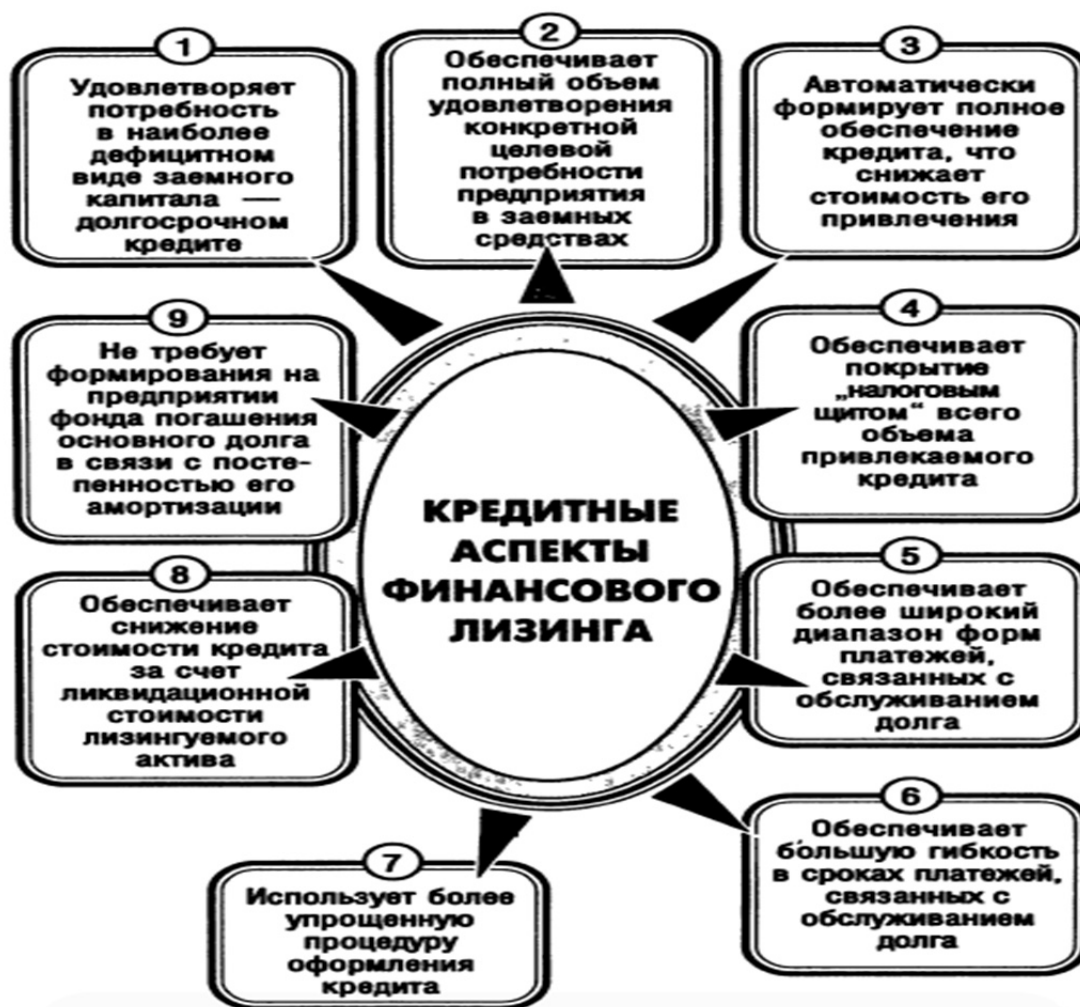 1
Удовлетворяет
потребность
в наиболее
дефицитном
виде заемного
капитала —
долгосрочном
кредите
2
Обеспечивает
полный объем
удовлетворения
конкретной
целевой
потребности
предприятия
в заемных
средствах
3
Автоматически
формирует полное
обеспечение
кредита, что
снижает
стоимость его
привлечения
4
Обеспечивает
покрытие
„налоговым
щитом“ всего
объема
привлекаемого
кредита
5
Обеспечивает
более широкий
диапазон форм
платежей,
связанных с
обслуживанием
долга
6
Обеспечивает
бо́льшую гибкость
в сроках платежей,
связанных с
обслуживанием
долга
7
Использует более
упрощенную
процедуру
оформления
кредита
8
Обеспечивает
снижение
стоимости кредита
за счет
ликвидационной
стоимости
лизингуемого
актива
9
Не требует
формирования на
предприятии
фонда погашения
основного долга
в связи с посте-
пенностью его
амортизации
КРЕДИТНЫЕ
АСПЕКТЫ
ФИНАНСОВОГО
ЛИЗИНГА